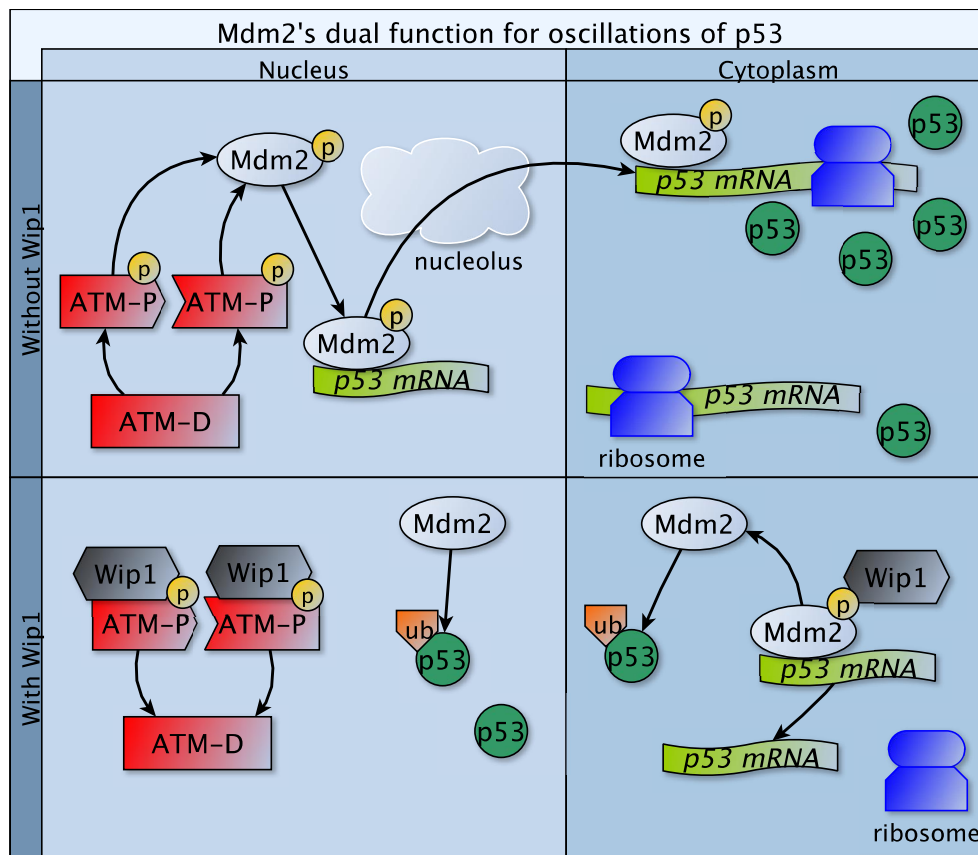 Mdm2's dual function for oscillations of p53
Nucleus
Cytoplasm
Without Wip1
Mdm2
p
nucleolus
ATM-P
p
ATM-P
p
Mdm2
p
p53 mRNA
ATM-D
Mdm2
p
p53 mRNA
p53
p53
p53
p53
p53 mRNA
ribosome
p53
With Wip1
Wip1
p
ATM-P
Wip1
p
ATM-P
ATM-D
Mdm2
ub
p53
p53
Mdm2
ub
p53
Wip1
p
Mdm2
p53 mRNA
p53 mRNA
ribosome